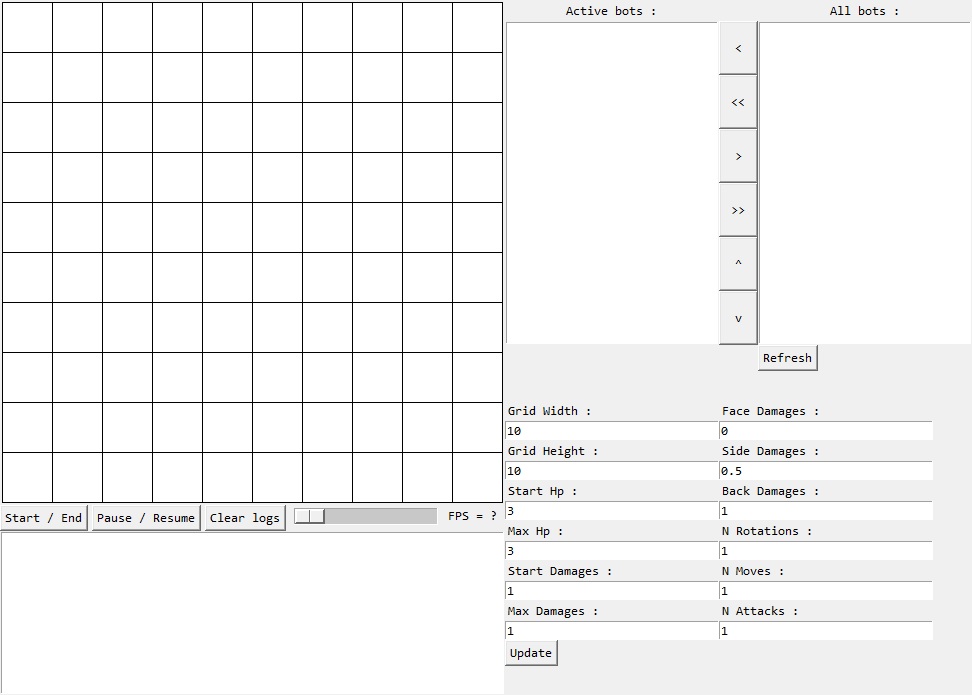 Active bots :
All bots :
<
<<
>
>>
^
v
Refresh
Grid Width :
Face Damages :
10
0
Grid Height :
Side Damages :
10
0.5
Start Hp :
Back Damages :
3
1
Max Hp :
N Rotations :
3
1
Start Damages :
N Moves :
1
1
Max Damages :
N Attacks :
1
1
Update
Start / End
Pause / Resume
Clear logs
FPS = ?